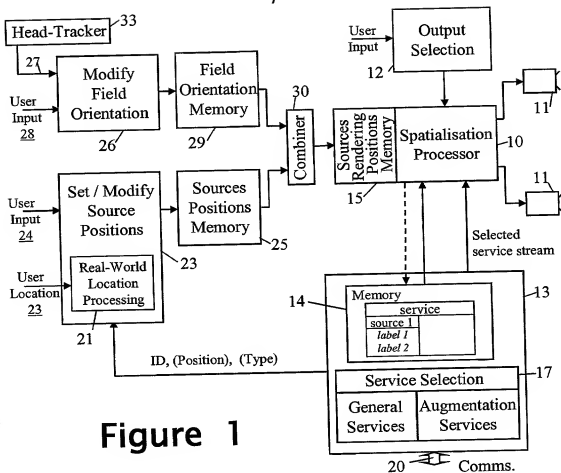 33
Head-Tracker
27
User
Input
28
Modify
Field
Orientation
26
Field
Orientation
Memory
29
30
Combiner
User
Input
Output
Selection
12
11
Sources
Rendering
Positions
Memory
15
Spatialisation
Processor
10
11
User
Input
24
Set / Modify
Source
Positions
Sources
Positions
Memory
25
23
User
Location
23
Real-World
Location
Processing
21
Selected
service stream
13
14
Memory
service
source 1
label 1
label 2
ID, (Position), (Type)
17
Service Selection
General
Services
Augmentation
Services
20
Comms.
Figure 1